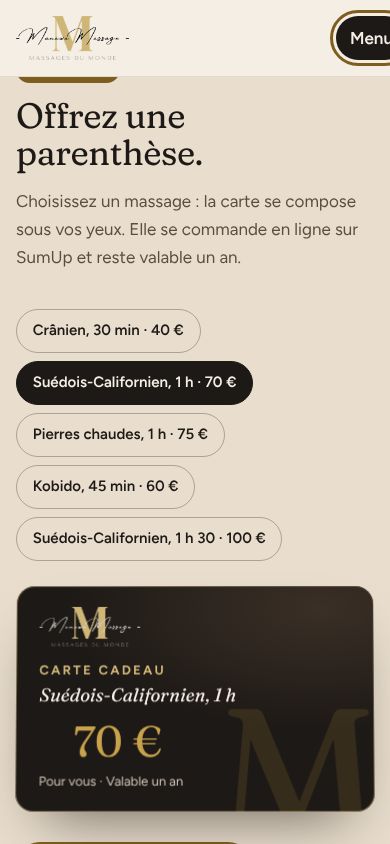 Manava Massage
M
MASSAGES DU MONDE
Menu
Offrez une
parenthèse.
Choisissez un massage : la carte se compose
sous vos yeux. Elle se commande en ligne sur
SumUp et reste valable un an.
Crânien, 30 min · 40 €
Suédois-Californien, 1 h · 70 €
Pierres chaudes, 1 h · 75 €
Kobido, 45 min · 60 €
Suédois-Californien, 1 h 30 · 100 €
M
MASSAGES DU MONDE
CARTE CADEAU
Suédois-Californien, 1 h
70 €
Pour vous · Valable un an
M